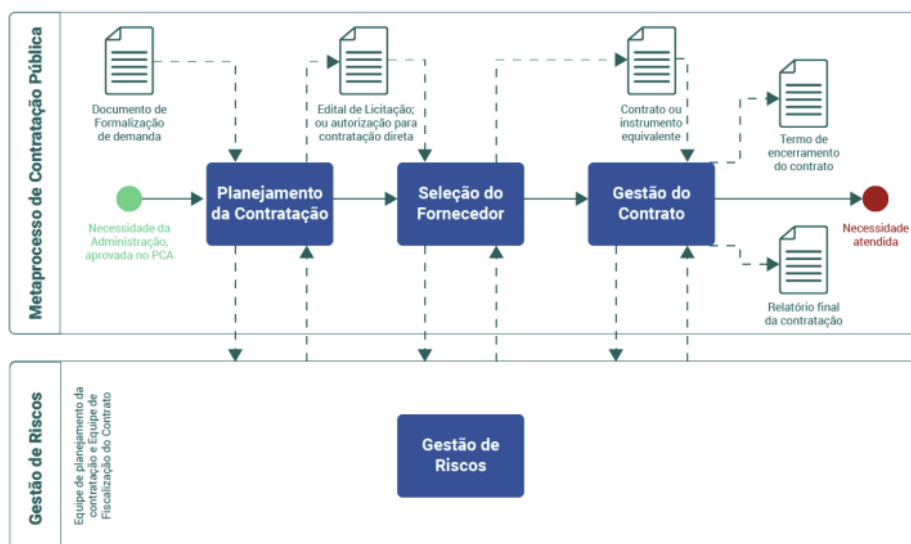 Metaprocesso de Contratação Pública
Documento de
Formalização
de demanda
Edital de Licitação;
ou autorização para
contratação direta
Contrato ou
instrumento
equivalente
Termo de
encerramento
do contrato
Planejamento
da Contratação
Seleção do
Fornecedor
Gestão do
Contrato
Necessidade da
Administração,
aprovada no PCA
Necessidade
atendida
Relatório final
da contratação
Gestão de Riscos
Equipe de planejamento da
contratação e Equipe de
Fiscalização do Contrato
Gestão de
Riscos